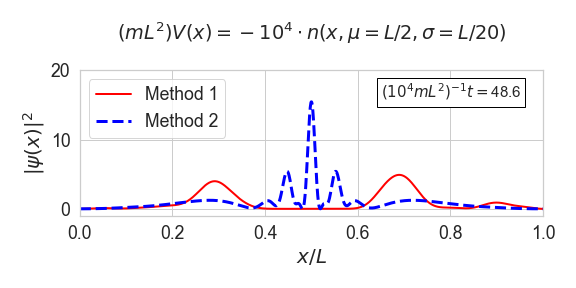 (mL²)V(x) = −10⁴ · n(x, μ = L/2, σ = L/20)
20
10
0
|ψ(x)|²
Method 1
Method 2
(10⁴mL²)⁻¹t = 48.6
0.0 0.2 0.4 0.6 0.8 1.0
x/L